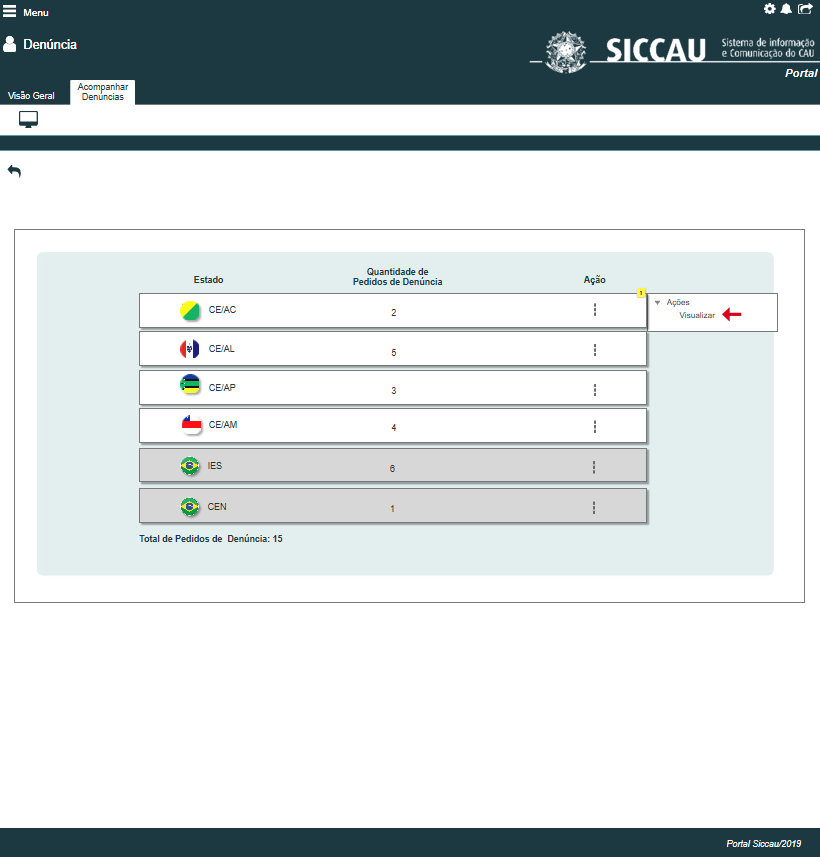 Menu
Denúncia
SICCAU
Sistema de informação
e Comunicação do CAU
Portal
Visão Geral
Acompanhar
Denúncias
Estado
Quantidade de
Pedidos de Denúncia
Ação
1
CE/AC
2
Ações
Visualizar
CE/AL
5
CE/AP
3
CE/AM
4
IES
6
CEN
1
Total de Pedidos de Denúncia: 15
Portal Siccau/2019